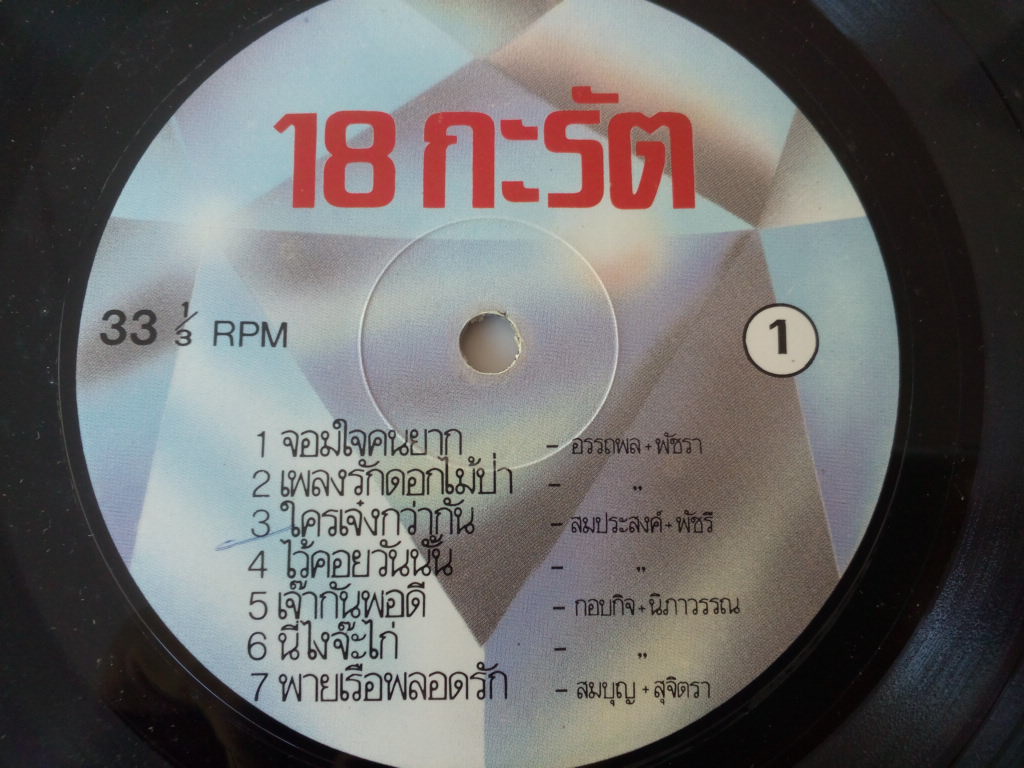 18 กะรัต
33 1/3 RPM
1
1 จอมใจคนยาก - อรรถพล + พัชรา
2 เพลงรักดอกไม้ป่า - "
3 ใครเจ๋งกว่ากัน - สมประสงค์ + พัชรี
4 ไว้คอยวันนั้น - "
5 เจ๊ากันพอดี - กอบกิจ + นิภาวรรณ
6 นี่ไงจ๊ะไก่ - "
7 พายเรือพลอดรัก - สมบุญ + สุจิตรา